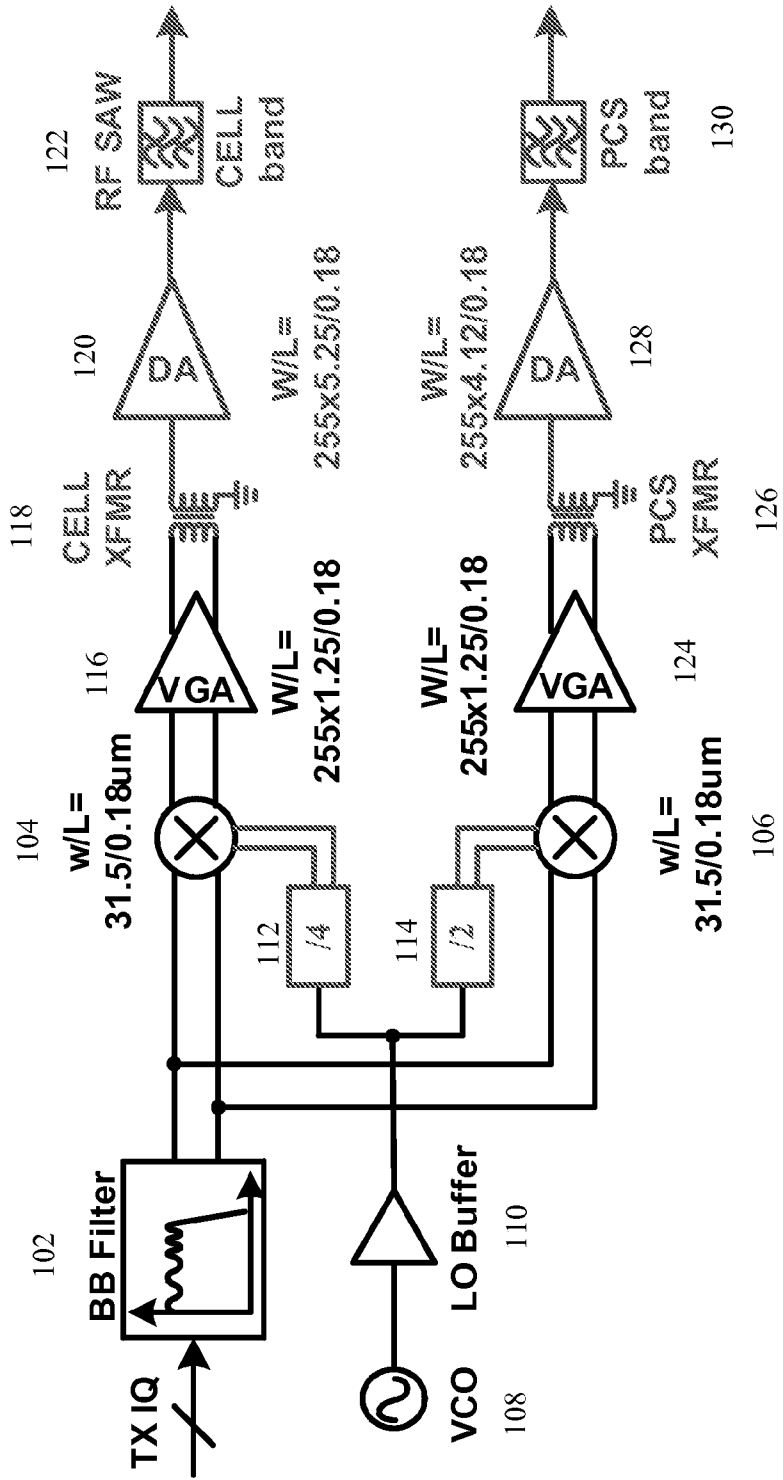 TX IQ
102
BB Filter
VCO
108
LO Buffer
110
104
w/L=
31.5/0.18um
112
/4
114
/2
w/L=
31.5/0.18um
106
116
VGA
W/L=
255x1.25/0.18
W/L=
255x1.25/0.18
VGA
124
118
CELL
XFMR
PCS
XFMR
126
120
DA
W/L=
255x5.25/0.18
W/L=
255x4.12/0.18
DA
128
122
RF SAW
CELL
band
PCS
band
130